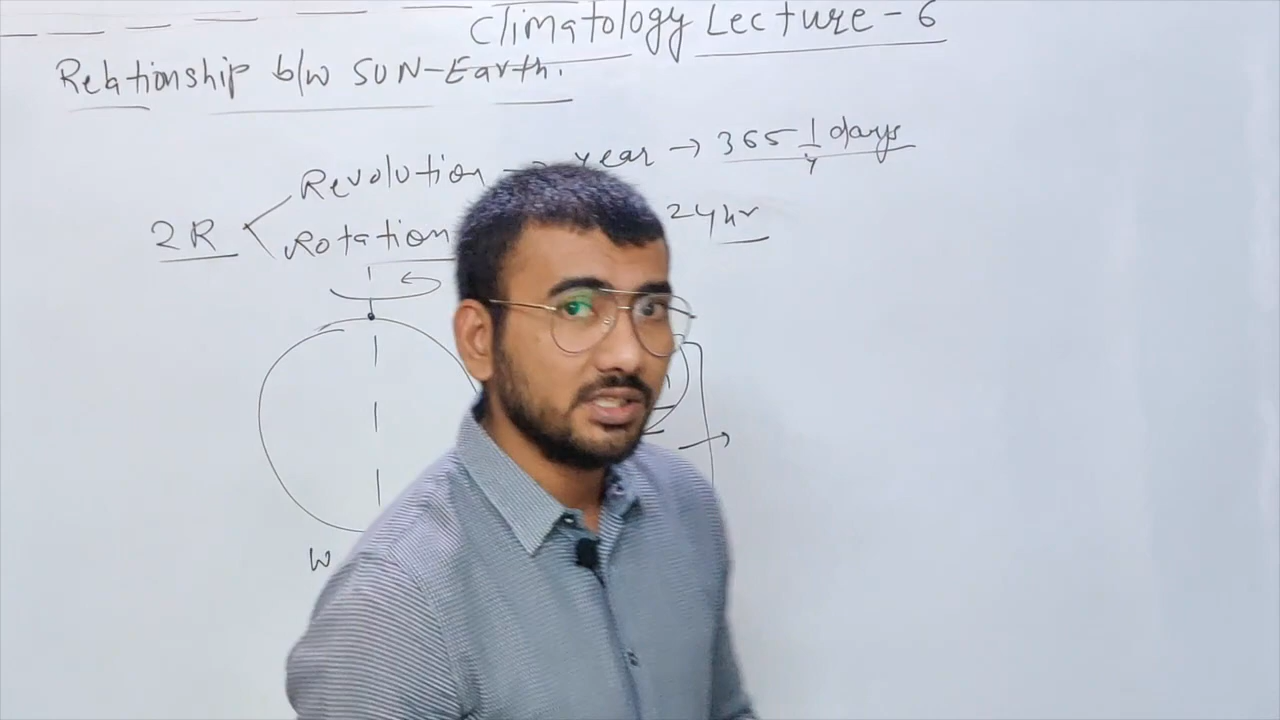 Climatology Lecture - 6
Relationship b/w SUN-Earth.
Revolution → year → 365 1/4 days
2R
Rotation 24hr
W